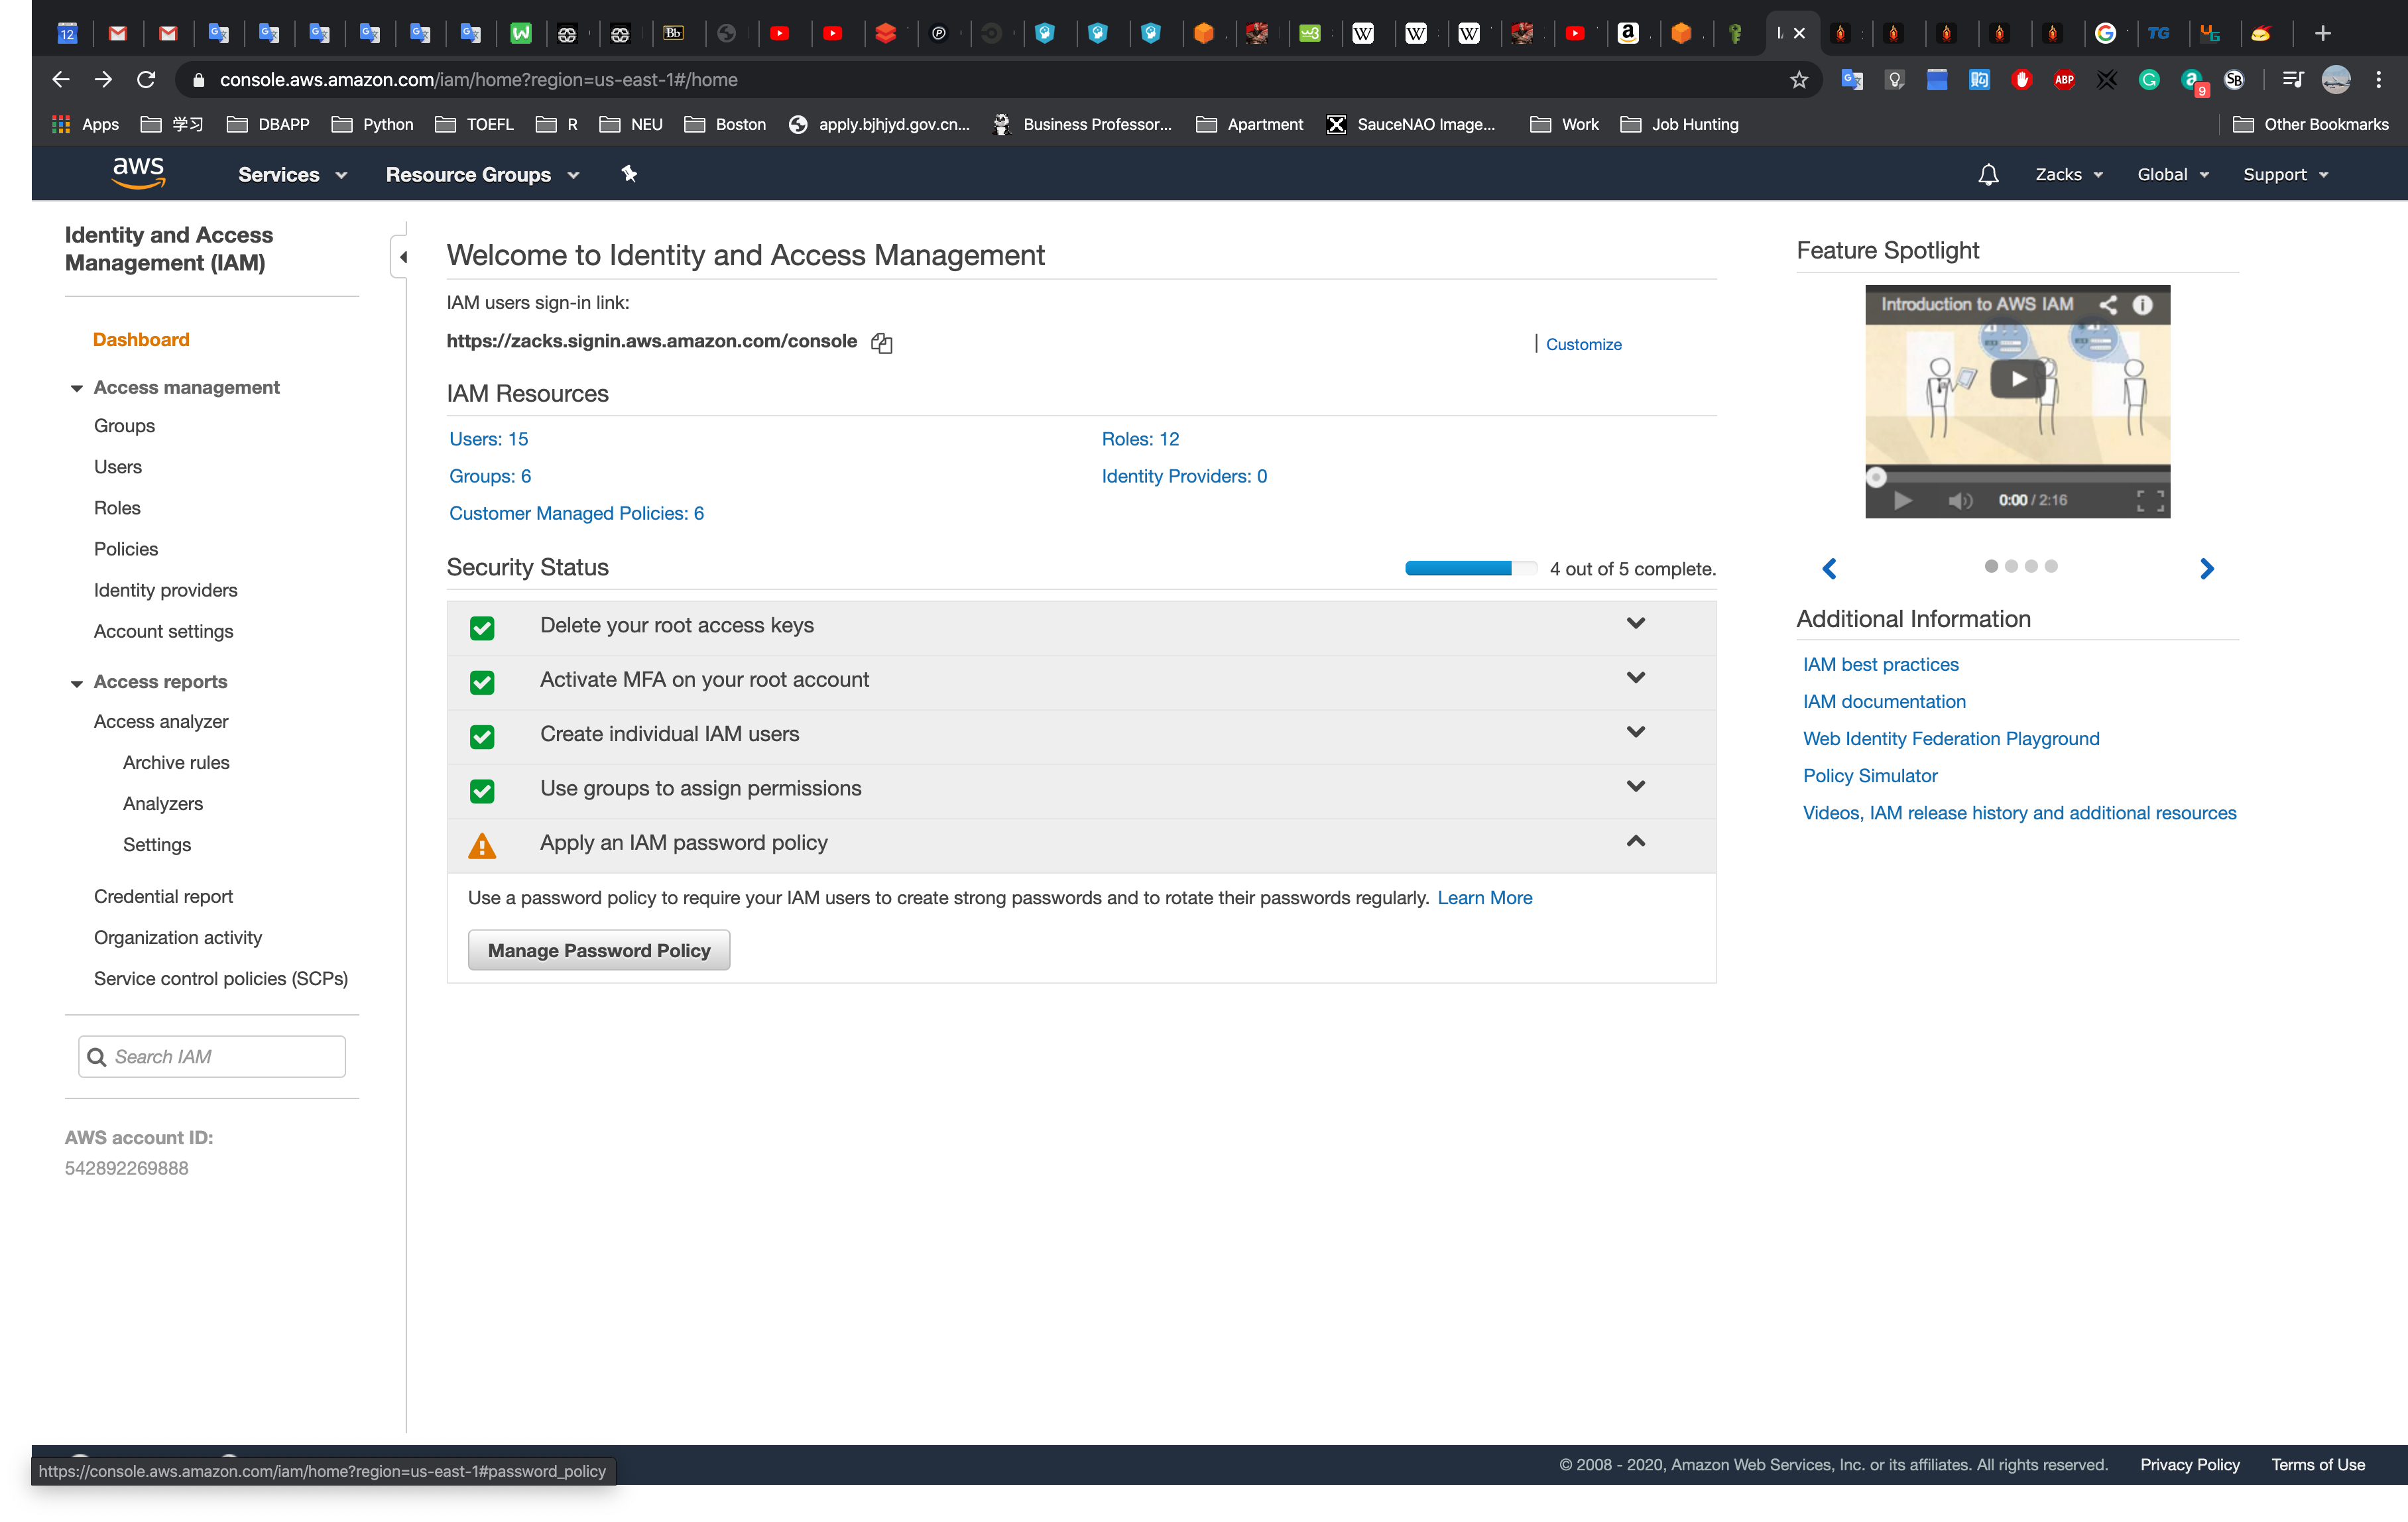 12
Bb
TG
console.aws.amazon.com/iam/home?region=us-east-1#/home
ABP
9
SB
Apps
学习
DBAPP
Python
TOEFL
R
NEU
Boston
apply.bjhjyd.gov.cn...
Business Professor...
Apartment
SauceNAO Image...
Work
Job Hunting
Other Bookmarks
aws
Services
Resource Groups
Zacks
Global
Support
Identity and Access
Management (IAM)
Dashboard
Access management
Groups
Users
Roles
Policies
Identity providers
Account settings
Access reports
Access analyzer
Archive rules
Analyzers
Settings
Credential report
Organization activity
Service control policies (SCPs)
Search IAM
AWS account ID:
542892269888
Welcome to Identity and Access Management
IAM users sign-in link:
https://zacks.signin.aws.amazon.com/console
Customize
IAM Resources
Users: 15
Roles: 12
Groups: 6
Identity Providers: 0
Customer Managed Policies: 6
Security Status
4 out of 5 complete.
Delete your root access keys
Activate MFA on your root account
Create individual IAM users
Use groups to assign permissions
Apply an IAM password policy
Use a password policy to require your IAM users to create strong passwords and to rotate their passwords regularly. Learn More
Manage Password Policy
Feature Spotlight
Introduction to AWS IAM
0:00 / 2:16
Additional Information
IAM best practices
IAM documentation
Web Identity Federation Playground
Policy Simulator
Videos, IAM release history and additional resources
https://console.aws.amazon.com/iam/home?region=us-east-1#password_policy
© 2008 - 2020, Amazon Web Services, Inc. or its affiliates. All rights reserved.
Privacy Policy
Terms of Use